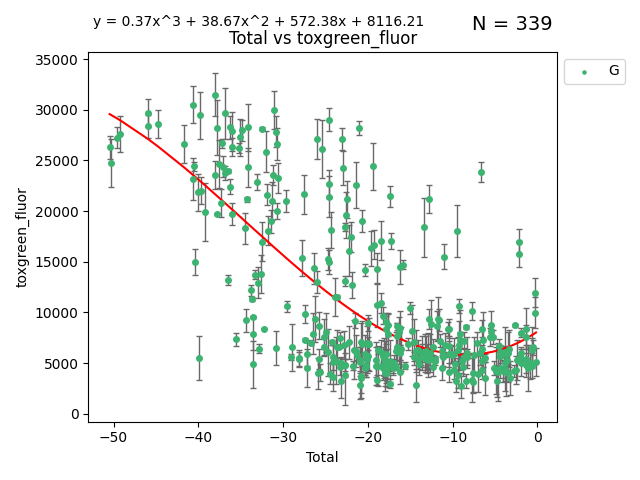 y = 0.37x^3 + 38.67x^2 + 572.38x + 8116.21
N = 339
Total vs toxgreen_fluor
35000
30000
25000
20000
15000
10000
5000
0
toxgreen_fluor
G
−50
−40
−30
−20
−10
0
Total